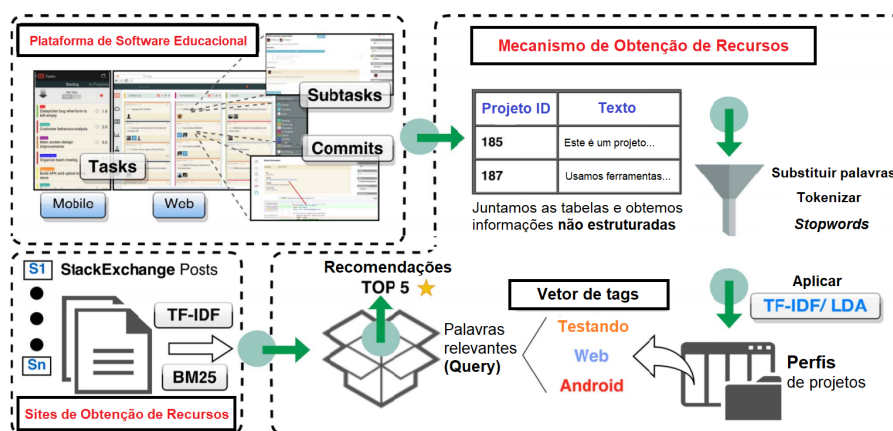 Plataforma de Software Educacional
Subtasks
Commits
Tasks
Mobile
Web
Mecanismo de Obtenção de Recursos
Projeto ID
Texto
185
Este é um projeto...
187
Usamos ferramentas...
Juntamos as tabelas e obtemos
informações não estruturadas
Substituir palavras
Tokenizar
Stopwords
Aplicar
TF-IDF/ LDA
Perfis
de projetos
Vetor de tags
Testando
Web
Android
Palavras
relevantes
(Query)
Recomendações
TOP 5
S1
StackExchange Posts
TF-IDF
BM25
Sn
Sites de Obtenção de Recursos